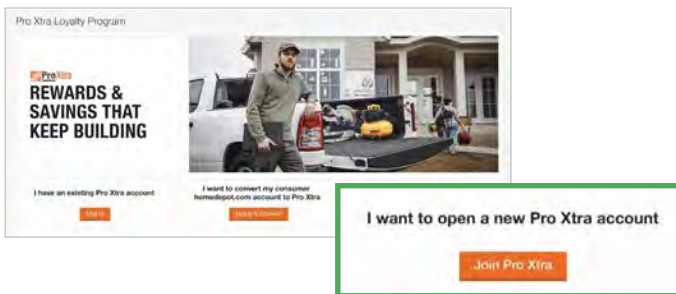 Pro Xtra Loyalty Program
Pro Xtra
REWARDS &
SAVINGS THAT
KEEP BUILDING
I have an existing Pro Xtra account
Log In
I want to convert my consumer
homedepot.com account to Pro Xtra
I want to open a new Pro Xtra account
Join Pro Xtra